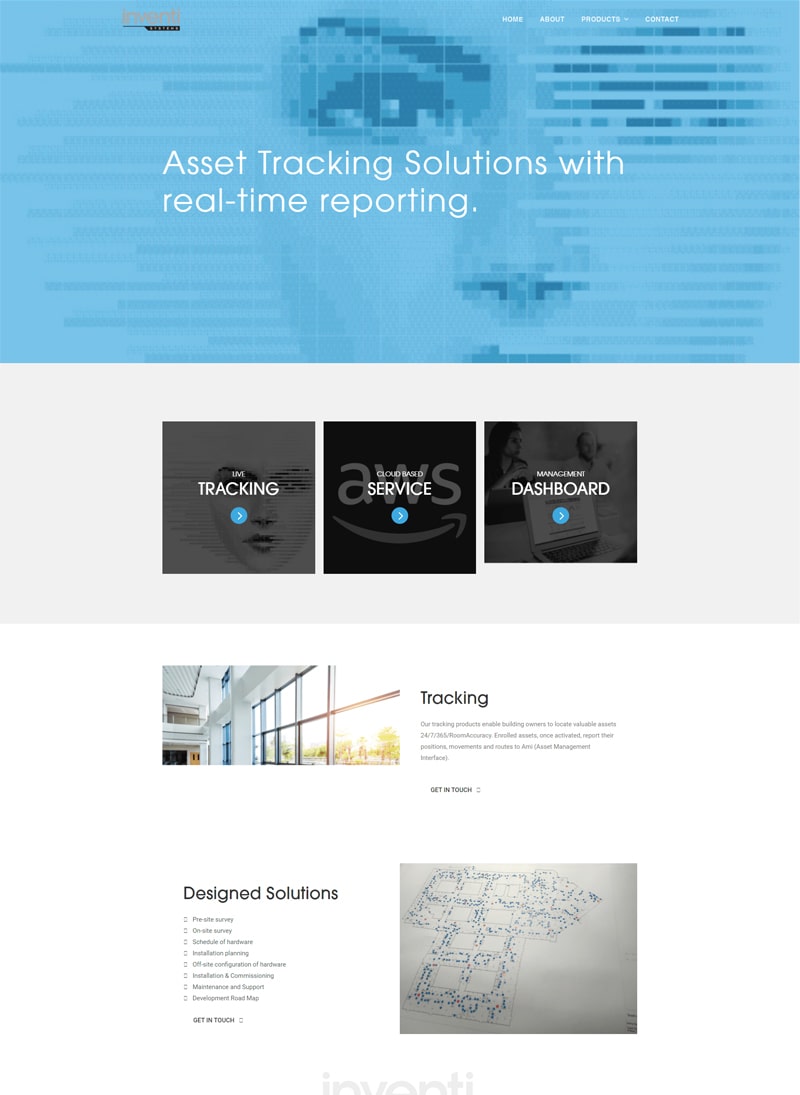 inventi
SYSTEMS
HOME ABOUT PRODUCTS CONTACT
Asset Tracking Solutions with
real-time reporting.
LIVE
TRACKING
aws
CLOUD BASED
SERVICE
MANAGEMENT
DASHBOARD
Tracking
Our tracking products enable building owners to locate valuable assets
24/7/365/RoomAccuracy. Enrolled assets, once activated, report their
positions, movements and routes to Ami (Asset Management
Interface).
GET IN TOUCH
Designed Solutions
Pre-site survey
On-site survey
Schedule of hardware
Installation planning
Off-site configuration of hardware
Installation & Commissioning
Maintenance and Support
Development Road Map
GET IN TOUCH
inventi